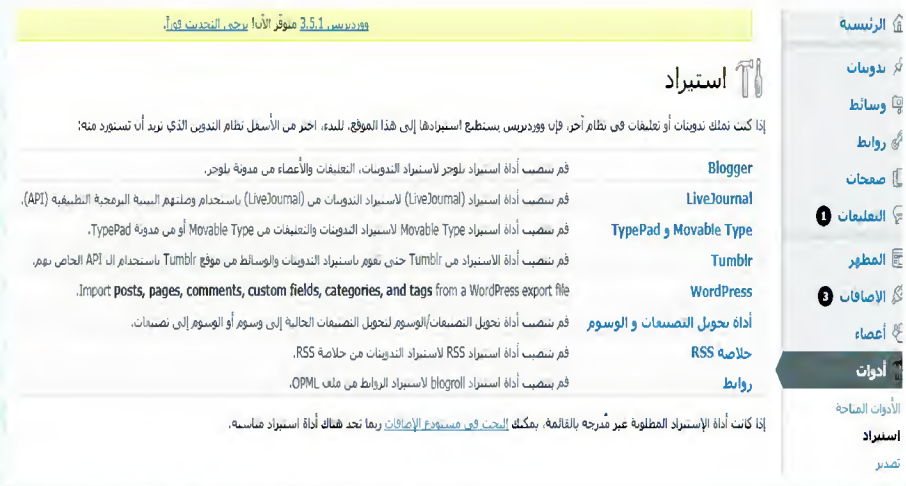 ووردبريس 3.5.1 متوفّر الآن! يرجى التحديث فوراً.
استيراد
إذا كنت تملك تدوينات أو تعليقات في نظام آخر، فإن ووردبريس يستطيع استيرادها إلى هذا الموقع. للبدء، اختر من الأسفل نظام التدوين الذي تريد أن تستورد منه:
Blogger قم بتنصيب أداة استيراد بلوجر لاستيراد التدوينات، التعليقات والأعضاء من مدونة بلوجر.
LiveJournal قم بتنصيب أداة استيراد (LiveJournal) لاستيراد التدوينات من (LiveJournal) باستخدام وصلتهم البينية البرمجية التطبيقية (API).
Movable Type و TypePad قم بتنصيب أداة استيراد Movable Type لاستيراد التدوينات والتعليقات من Movable Type أو من مدونة TypePad.
Tumblr قم بتنصيب أداة الاستيراد من Tumblr حتى تقوم باستيراد التدوينات والوسائط من موقع Tumblr باستخدام الـ API الخاص بهم.
WordPress Import posts, pages, comments, custom fields, categories, and tags from a WordPress export file.
أداة تحويل التصنيفات و الوسوم قم بتنصيب أداة تحويل التصنيفات/الوسوم لتحويل التصنيفات الحالية إلى وسوم أو الوسوم إلى تصنيفات.
خلاصة RSS قم بتنصيب أداة استيراد RSS لاستيراد التدوينات من خلاصة RSS.
روابط قم بتنصيب أداة استيراد blogroll لاستيراد الروابط من ملف OPML.
إذا كانت أداة الإستيراد المطلوبة غير مُدرجه بالقائمة، يمكنك البحث في مستودع الإضافات ربما تجد هناك أداة استيراد مناسبه.
الرئيسية
تدوينات
وسائط
روابط
صفحات
التعليقات 1
المظهر
الإضافات 3
أعضاء
أدوات
الأدوات المتاحة
استيراد
تصدير